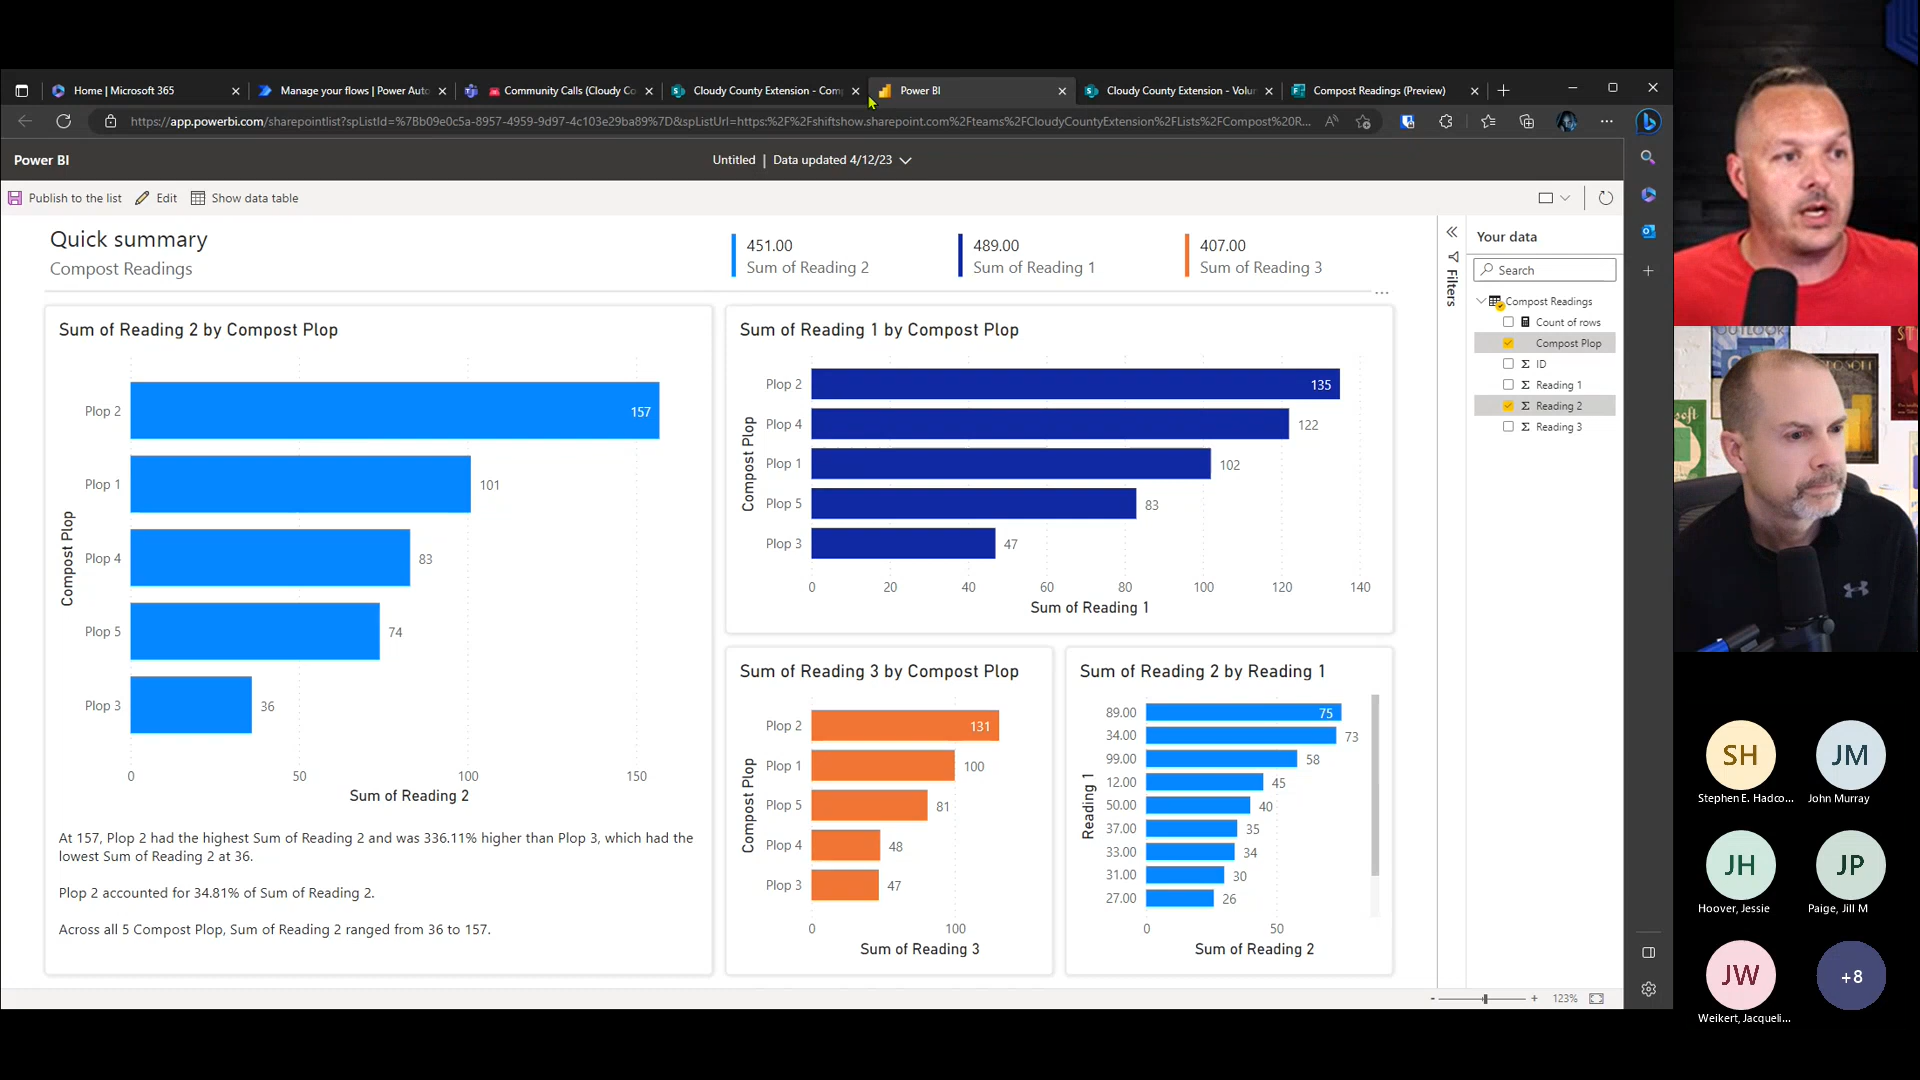 Home | Microsoft 365
Manage your flows | Power Auto
Community Calls (Cloudy Co
Cloudy County Extension - Comp
Power BI
Cloudy County Extension - Volu
Compost Readings (Preview)
https://app.powerbi.com/sharepointlist?spListId=%7Bb09e0c5a-8957-4959-9d97-4c103e29ba89%7D&spListUrl=https:%2F%2Fshiftshow.sharepoint.com%2Fteams%2FCloudyCountyExtension%2FLists%2FCompost%20R...
Power BI
Untitled | Data updated 4/12/23
Publish to the list
Edit
Show data table
Quick summary
Compost Readings
451.00
Sum of Reading 2
489.00
Sum of Reading 1
407.00
Sum of Reading 3
Sum of Reading 2 by Compost Plop
Compost Plop
Plop 2
157
Plop 1
101
Plop 4
83
Plop 5
74
Plop 3
36
0
50
100
150
Sum of Reading 2
At 157, Plop 2 had the highest Sum of Reading 2 and was 336.11% higher than Plop 3, which had the
lowest Sum of Reading 2 at 36.
Plop 2 accounted for 34.81% of Sum of Reading 2.
Across all 5 Compost Plop, Sum of Reading 2 ranged from 36 to 157.
Sum of Reading 1 by Compost Plop
Compost Plop
Plop 2
135
Plop 4
122
Plop 1
102
Plop 5
83
Plop 3
47
0
20
40
60
80
100
120
140
Sum of Reading 1
Sum of Reading 3 by Compost Plop
Compost Plop
Plop 2
131
Plop 1
100
Plop 5
81
Plop 4
48
Plop 3
47
0
100
Sum of Reading 3
Sum of Reading 2 by Reading 1
Reading 1
89.00
75
34.00
73
99.00
58
12.00
45
50.00
40
37.00
35
33.00
34
31.00
30
27.00
26
0
50
Sum of Reading 2
Filters
Your data
Search
Compost Readings
Count of rows
Compost Plop
ID
Reading 1
Reading 2
Reading 3
123%
OUTLOOK
SH
Stephen E. Hadco...
JM
John Murray
JH
Hoover, Jessie
JP
Paige, Jill M
JW
Weikert, Jacqueli...
+8